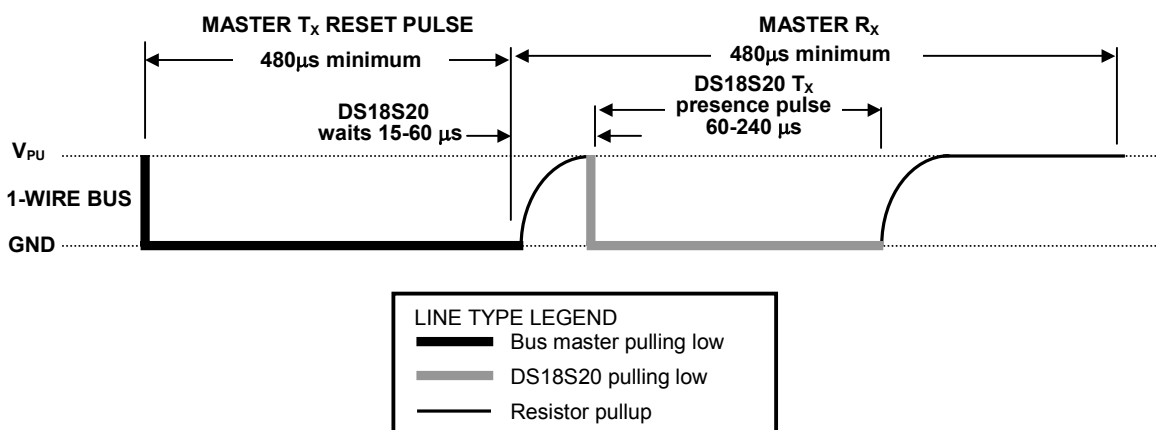 MASTER TX RESET PULSE
480μs minimum
MASTER RX
480μs minimum
DS18S20
waits 15-60 μs
DS18S20 TX
presence pulse
60-240 μs
VPU
1-WIRE BUS
GND
LINE TYPE LEGEND
Bus master pulling low
DS18S20 pulling low
Resistor pullup